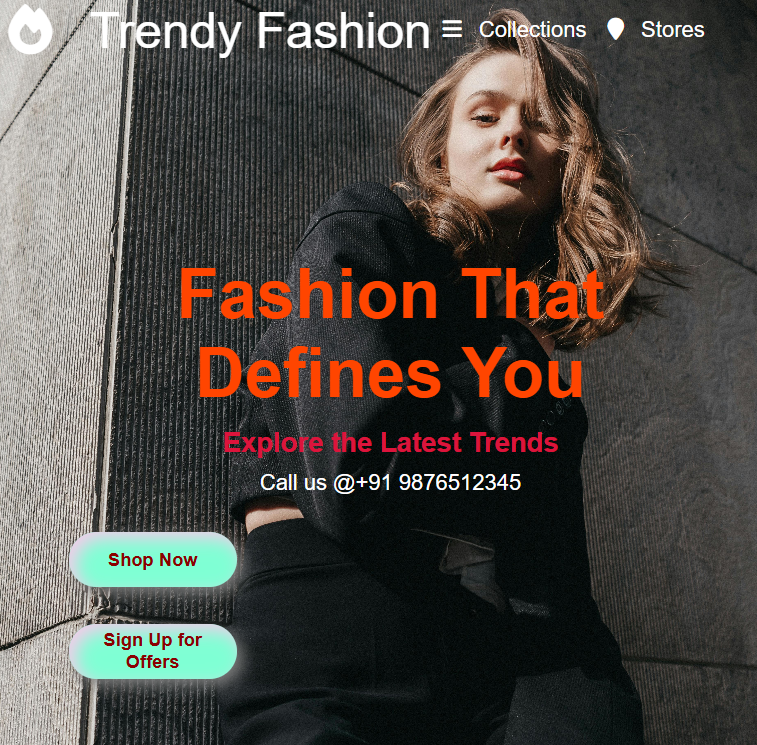 Trendy Fashion
Collections
Stores
Fashion That
Defines You
Explore the Latest Trends
Call us @+91 9876512345
Shop Now
Sign Up for
Offers